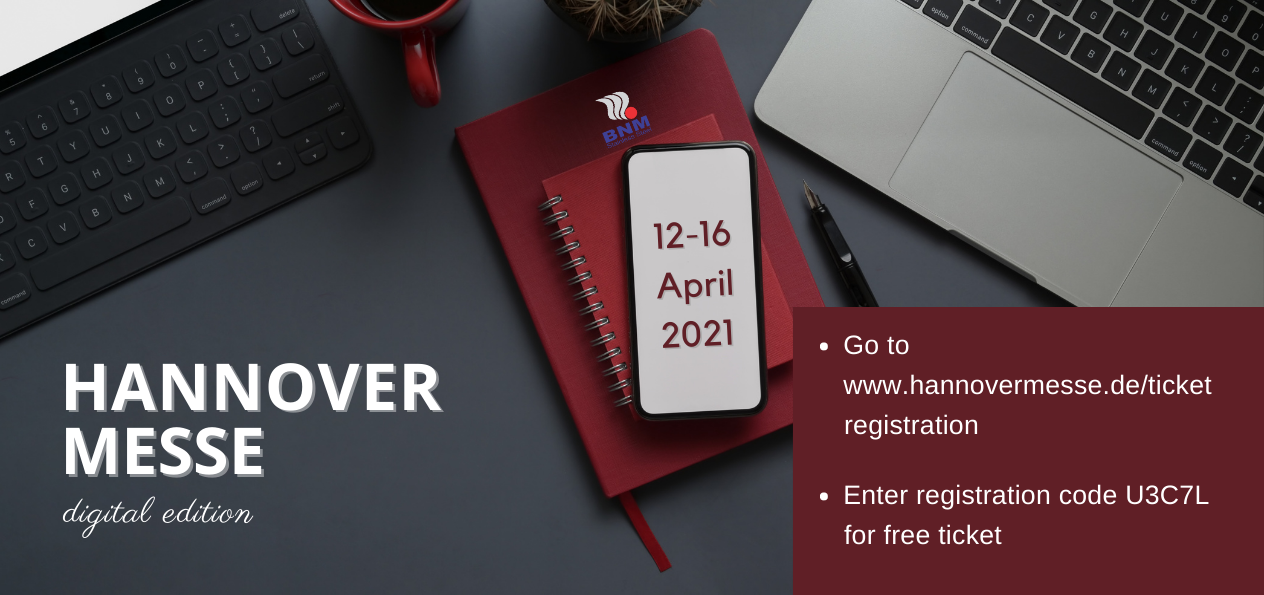 BNM
12-16
April
2021
HANNOVER
MESSE
digital edition
• Go to
www.hannovermesse.de/ticket
registration
• Enter registration code U3C7L
for free ticket